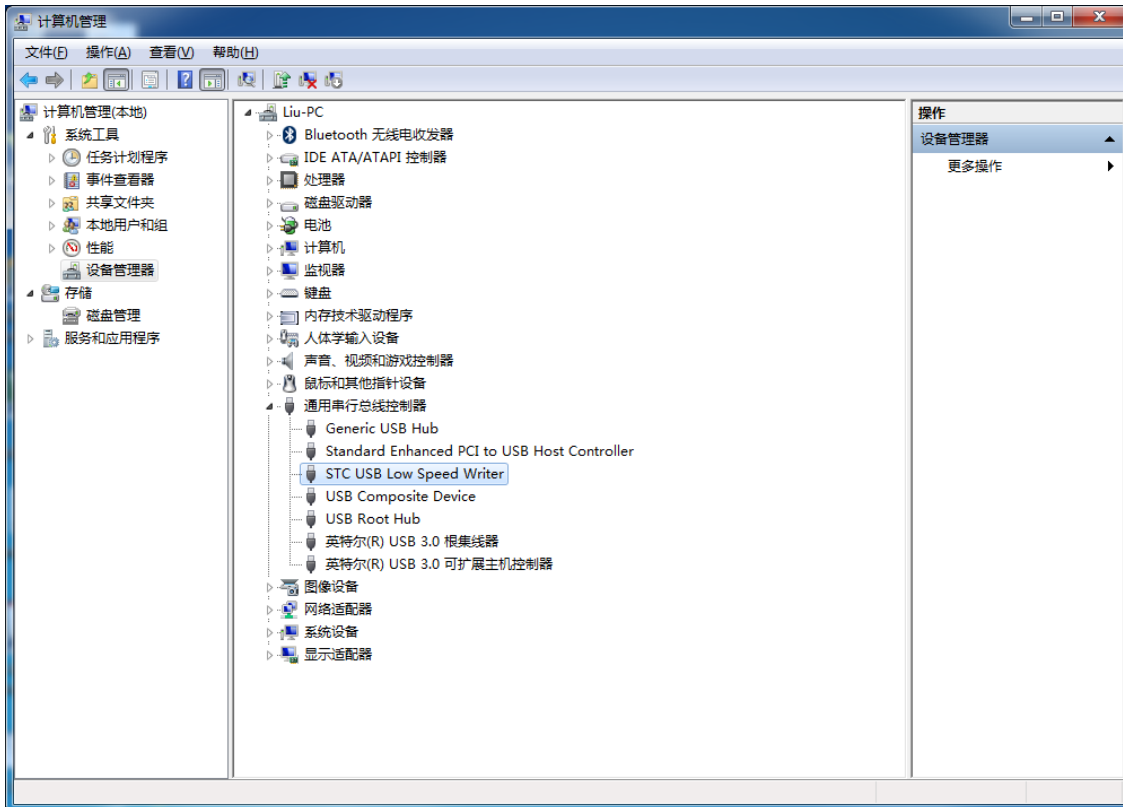 计算机管理
文件(F) 操作(A) 查看(V) 帮助(H)
计算机管理(本地)
系统工具
任务计划程序
事件查看器
共享文件夹
本地用户和组
性能
设备管理器
存储
磁盘管理
服务和应用程序
Liu-PC
Bluetooth 无线电收发器
IDE ATA/ATAPI 控制器
处理器
磁盘驱动器
电池
计算机
监视器
键盘
内存技术驱动程序
人体学输入设备
声音、视频和游戏控制器
鼠标和其他指针设备
通用串行总线控制器
Generic USB Hub
Standard Enhanced PCI to USB Host Controller
STC USB Low Speed Writer
USB Composite Device
USB Root Hub
英特尔(R) USB 3.0 根集线器
英特尔(R) USB 3.0 可扩展主机控制器
图像设备
网络适配器
系统设备
显示适配器
操作
设备管理器
更多操作